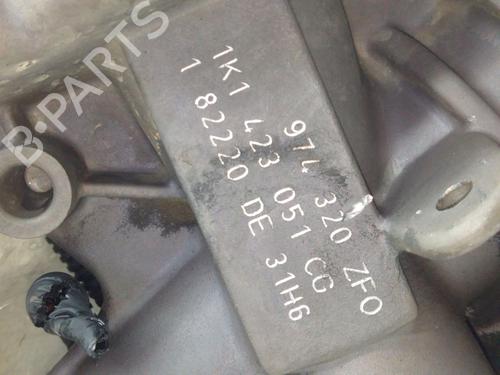 974 320 ZFO
1K1 423 051 CG
1 82220 DE 31H6
B-PARTS